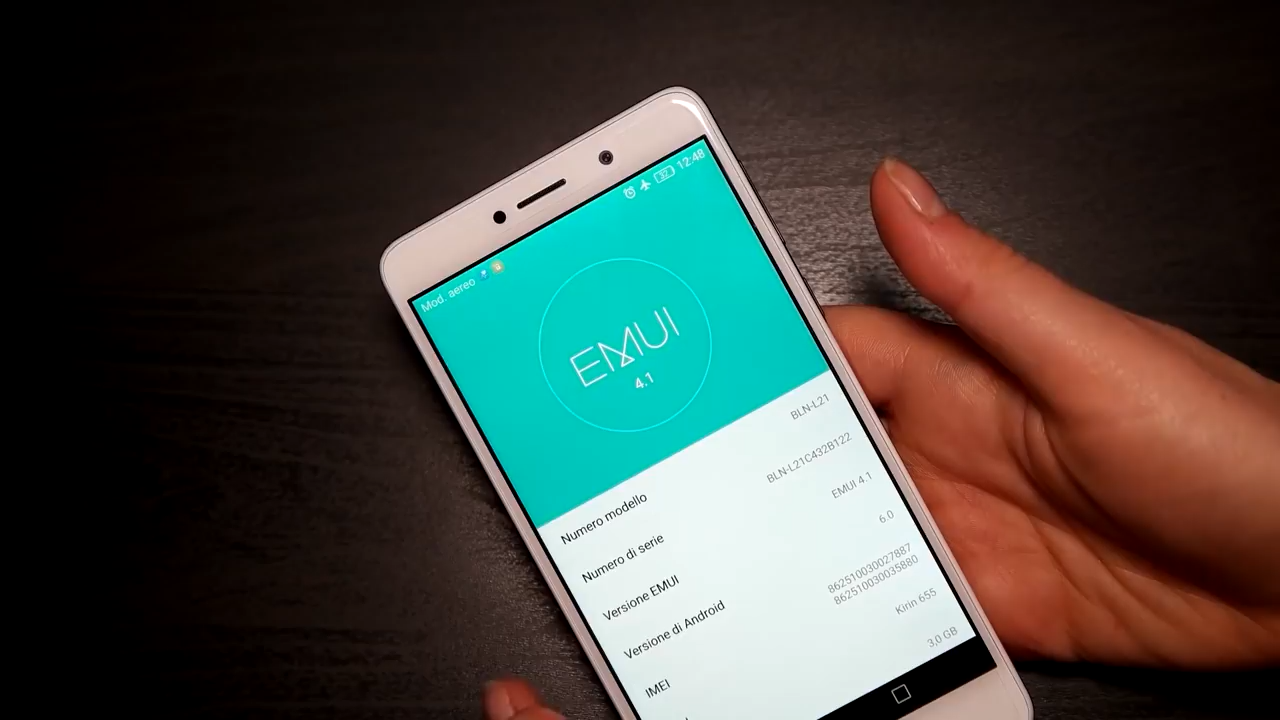 Mod. aereo
57 12:48
EMUI
4.1
Numero modello BLN-L21
Numero di serie BLN-L21C432B122
Versione EMUI EMUI 4.1
Versione di Android 6.0
IMEI 862510030027887
862510030035880
Kirin 655
3,0 GB